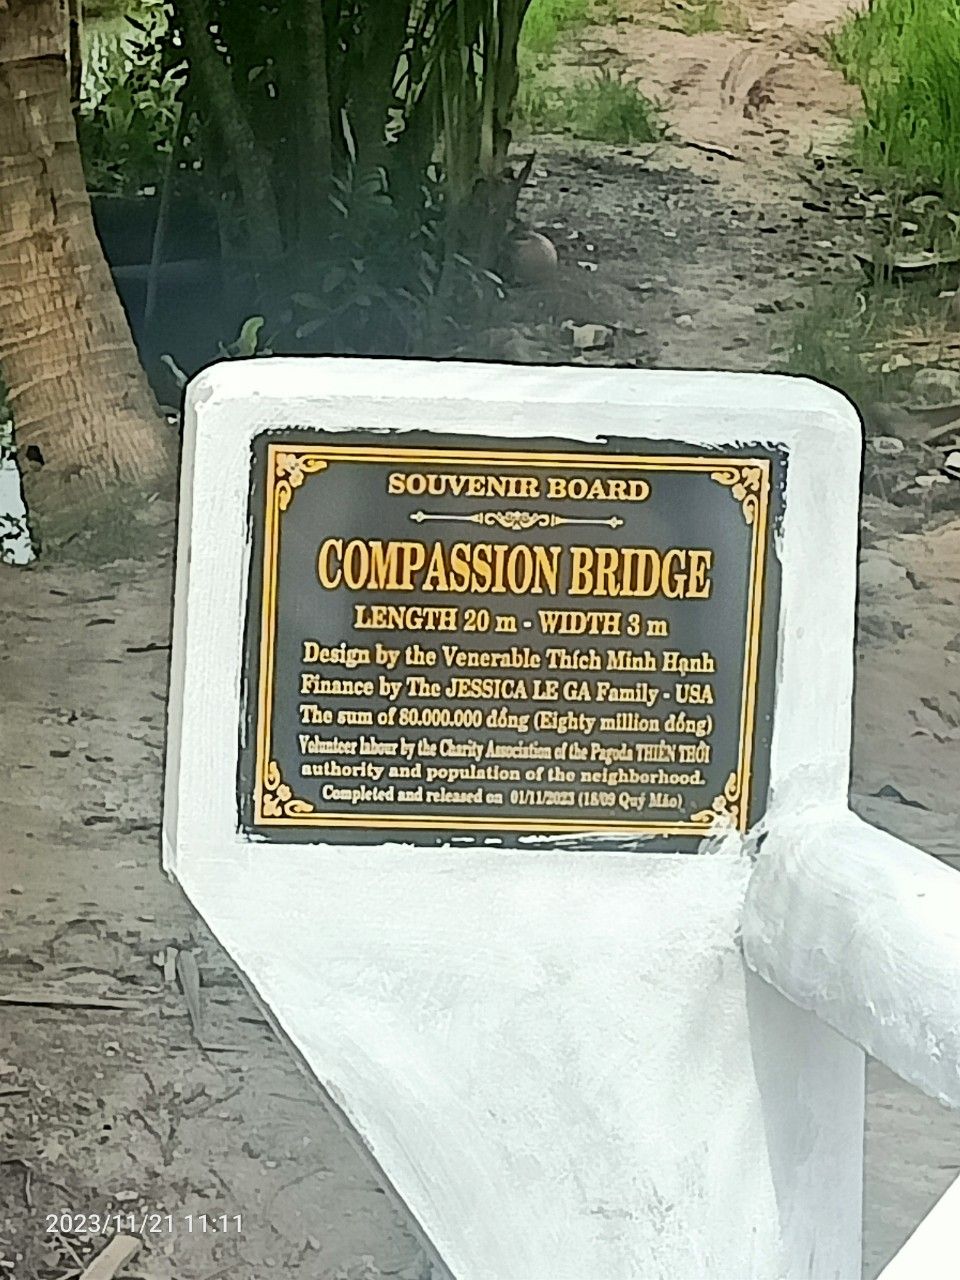 SOUVENIR BOARD
COMPASSION BRIDGE
LENGTH 20 m - WIDTH 3 m
Design by the Venerable Thích Minh Hạnh
Finance by The JESSICA LE GA Family - USA
The sum of 80.000.000 đồng (Eighty million đồng)
Volunteer labour by the Charity Association of the Pagoda THIÊN THỚI
authority and population of the neighborhood.
Completed and released on 01/11/2023 (18/09 Quý Mão)
2023/11/21 11:11